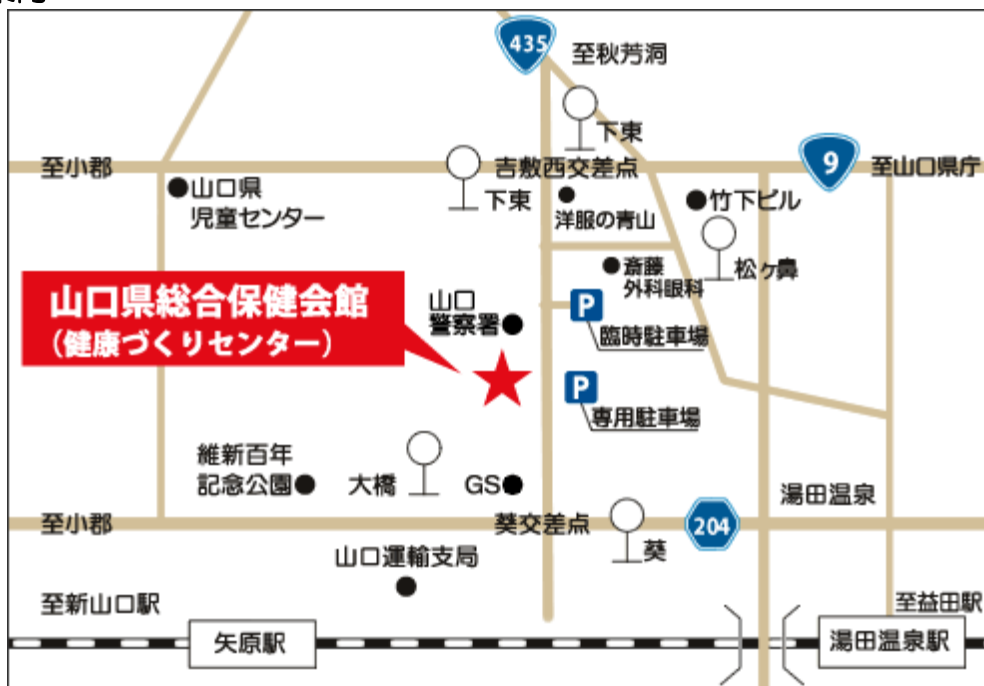 435
至秋芳洞
下東
至小郡
吉敷西交差点
9
至山口県庁
山口県
児童センター
下東
洋服の青山
竹下ビル
斎藤
外科眼科
松ヶ鼻
山口県総合保健会館
(健康づくりセンター)
山口
警察署
P
臨時駐車場
P
専用駐車場
維新百年
記念公園
大橋
GS
湯田温泉
至小郡
葵交差点
204
葵
山口運輸支局
至新山口駅
至益田駅
矢原駅
湯田温泉駅